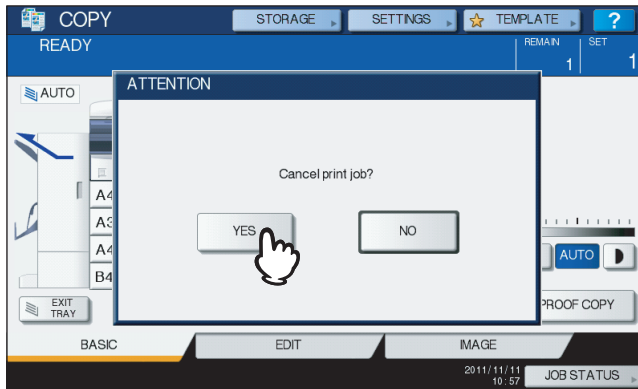 COPY
STORAGE
SETTINGS
TEMPLATE
?
READY
REMAIN
SET
1
1
AUTO
ATTENTION
Cancel print job?
YES
NO
A4
A3
A4
B4
AUTO
EXIT
TRAY
PROOF COPY
BASIC
EDIT
IMAGE
2011/11/11
10:57
JOB STATUS